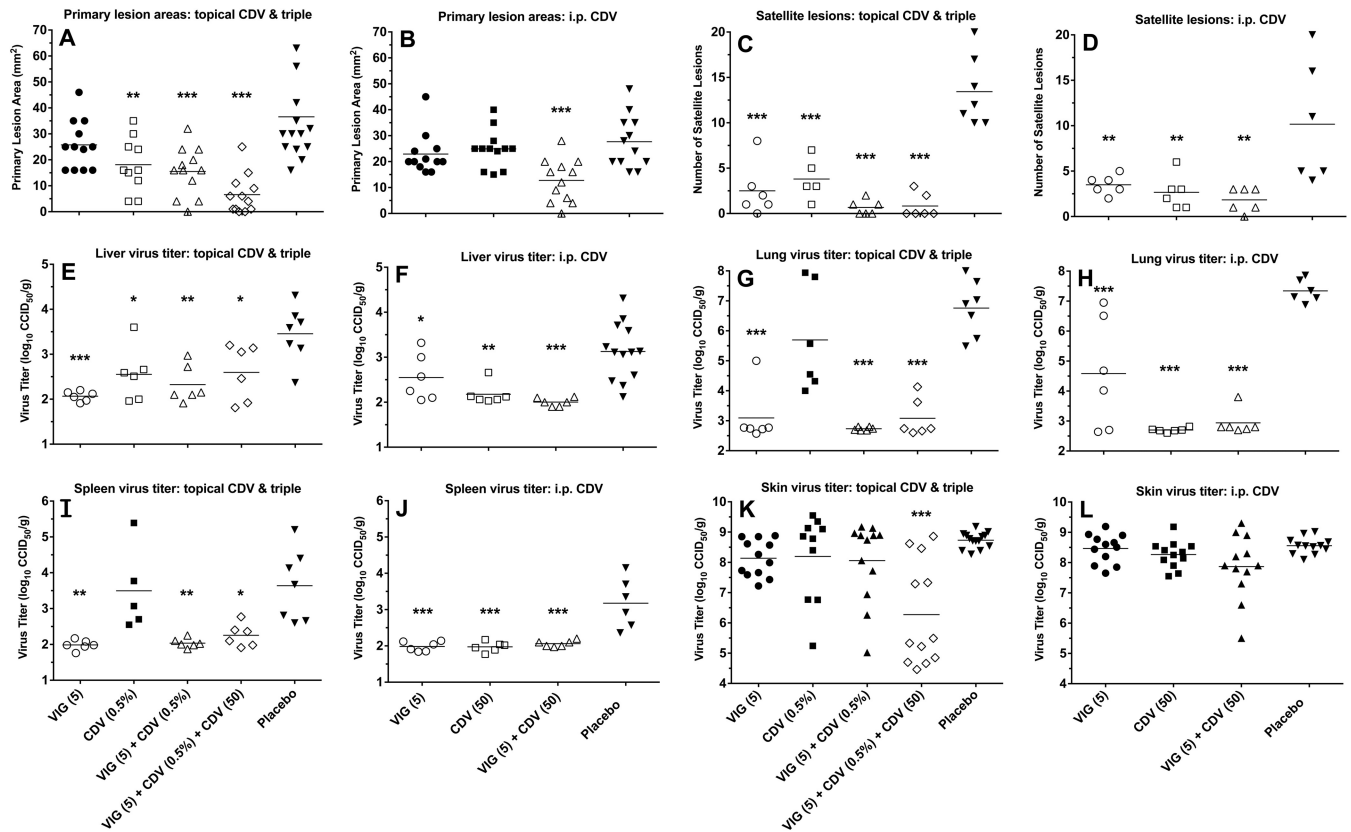 Primary lesion areas: topical CDV & triple
A
Primary Lesion Area (mm²)
70
60
50
40
30
20
10
0
**
***
***
Primary lesion areas: i.p. CDV
B
Primary Lesion Area (mm²)
70
60
50
40
30
20
10
0
***
Satellite lesions: topical CDV & triple
C
Number of Satellite Lesions
20
15
10
5
0
***
***
***
***
Satellite lesions: i.p. CDV
D
Number of Satellite Lesions
20
15
10
5
0
**
**
**
Liver virus titer: topical CDV & triple
E
Virus Titer (log₁₀ CCID₅₀/g)
5
4
3
2
1
***
*
**
*
Liver virus titer: i.p. CDV
F
Virus Titer (log₁₀ CCID₅₀/g)
5
4
3
2
1
*
**
***
Lung virus titer: topical CDV & triple
G
Virus Titer (log₁₀ CCID₅₀/g)
8
7
6
5
4
3
2
***
***
***
Lung virus titer: i.p. CDV
H
Virus Titer (log₁₀ CCID₅₀/g)
8
7
6
5
4
3
2
***
***
***
Spleen virus titer: topical CDV & triple
I
Virus Titer (log₁₀ CCID₅₀/g)
6
5
4
3
2
1
**
**
*
VIG (5)
CDV (0.5%)
VIG (5) + CDV (0.5%)
VIG (5) + CDV (0.5%) + CDV (50)
Placebo
Spleen virus titer: i.p. CDV
J
Virus Titer (log₁₀ CCID₅₀/g)
6
5
4
3
2
1
***
***
***
VIG (5)
CDV (50)
VIG (5) + CDV (50)
Placebo
Skin virus titer: topical CDV & triple
K
Virus Titer (log₁₀ CCID₅₀/g)
10
9
8
7
6
5
4
***
VIG (5)
CDV (0.5%)
VIG (5) + CDV (0.5%)
VIG (5) + CDV (0.5%) + CDV (50)
Placebo
Skin virus titer: i.p. CDV
L
Virus Titer (log₁₀ CCID₅₀/g)
10
9
8
7
6
5
4
VIG (5)
CDV (50)
VIG (5) + CDV (50)
Placebo